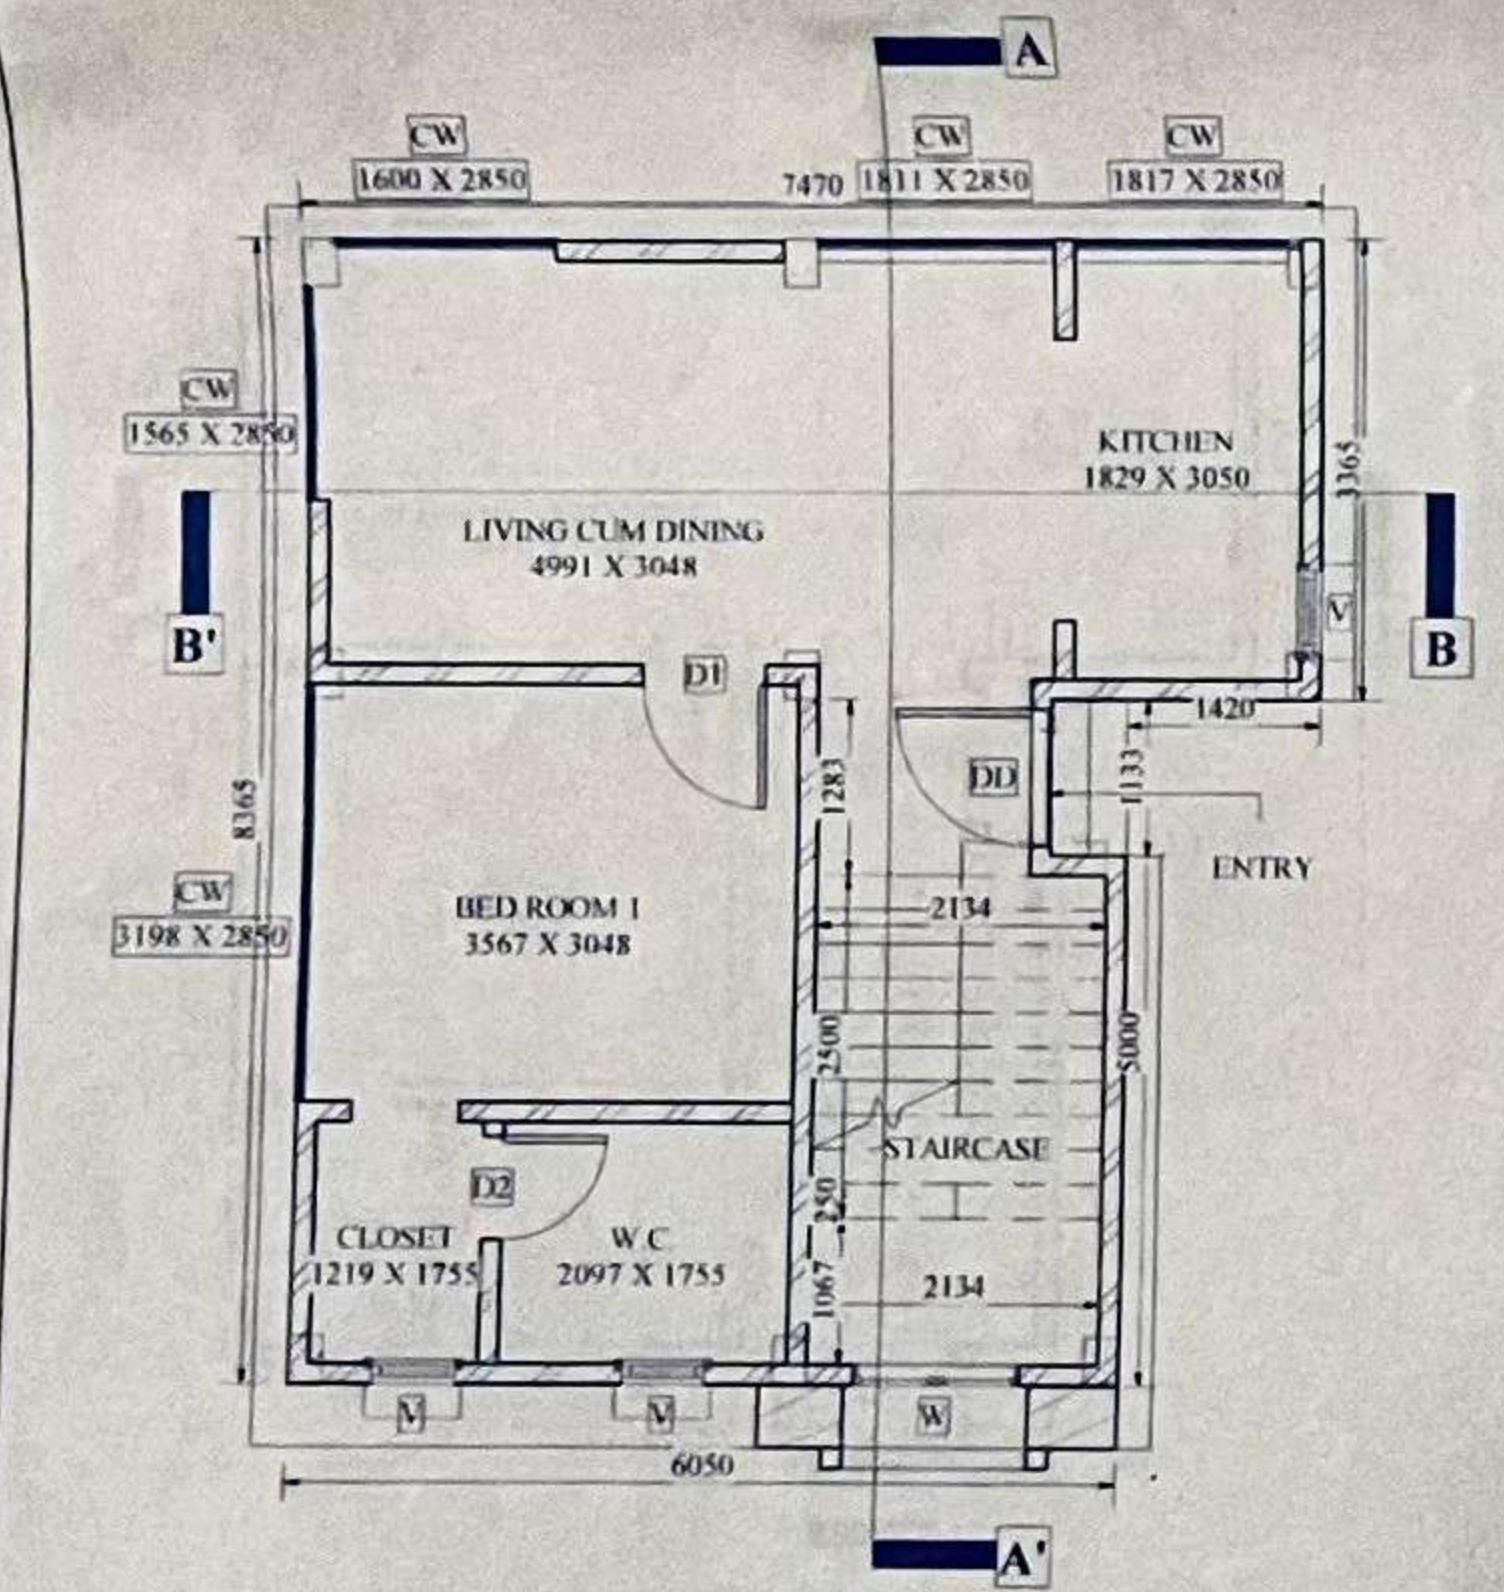 A
CW
CW
CW
1600 X 2850
7470
1811 X 2850
1817 X 2850
CW
1565 X 2850
KITCHEN
1829 X 3050
3365
LIVING CUM DINING
4991 X 3048
B'
V
B
D1
1420
1283
DD
1133
8365
ENTRY
CW
3198 X 2850
BED ROOM 1
3567 X 3048
2134
2500
5000
STAIRCASE
D2
250
CLOSET
1219 X 1755
W.C
2097 X 1755
1067
2134
V
V
W
6050
A'